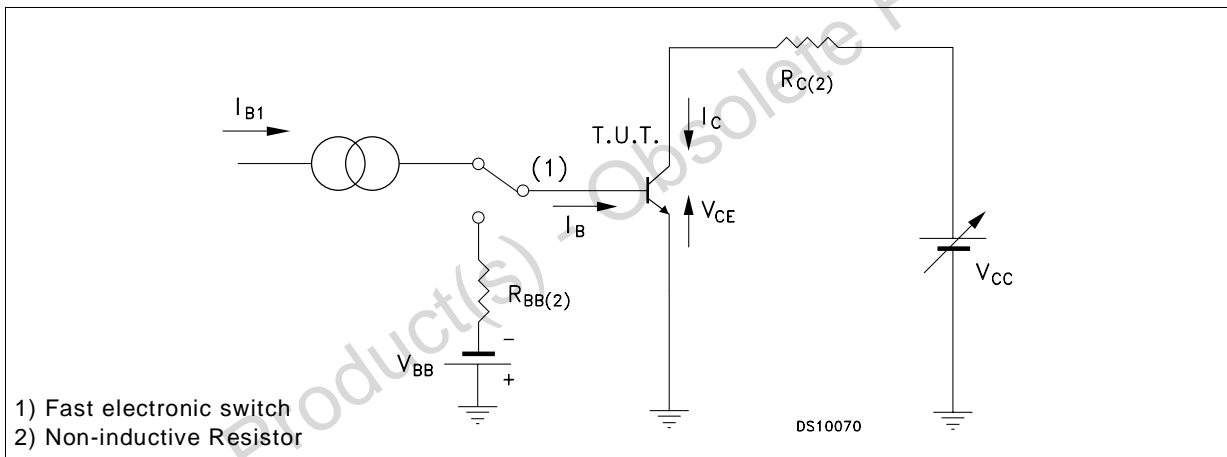 I_B1
(1)
I_B
T.U.T.
I_C
V_CE
R_C(2)
V_CC
R_BB(2)
-
V_BB
+
1) Fast electronic switch
2) Non-inductive Resistor
DS10070
Product(s) - Obsolete